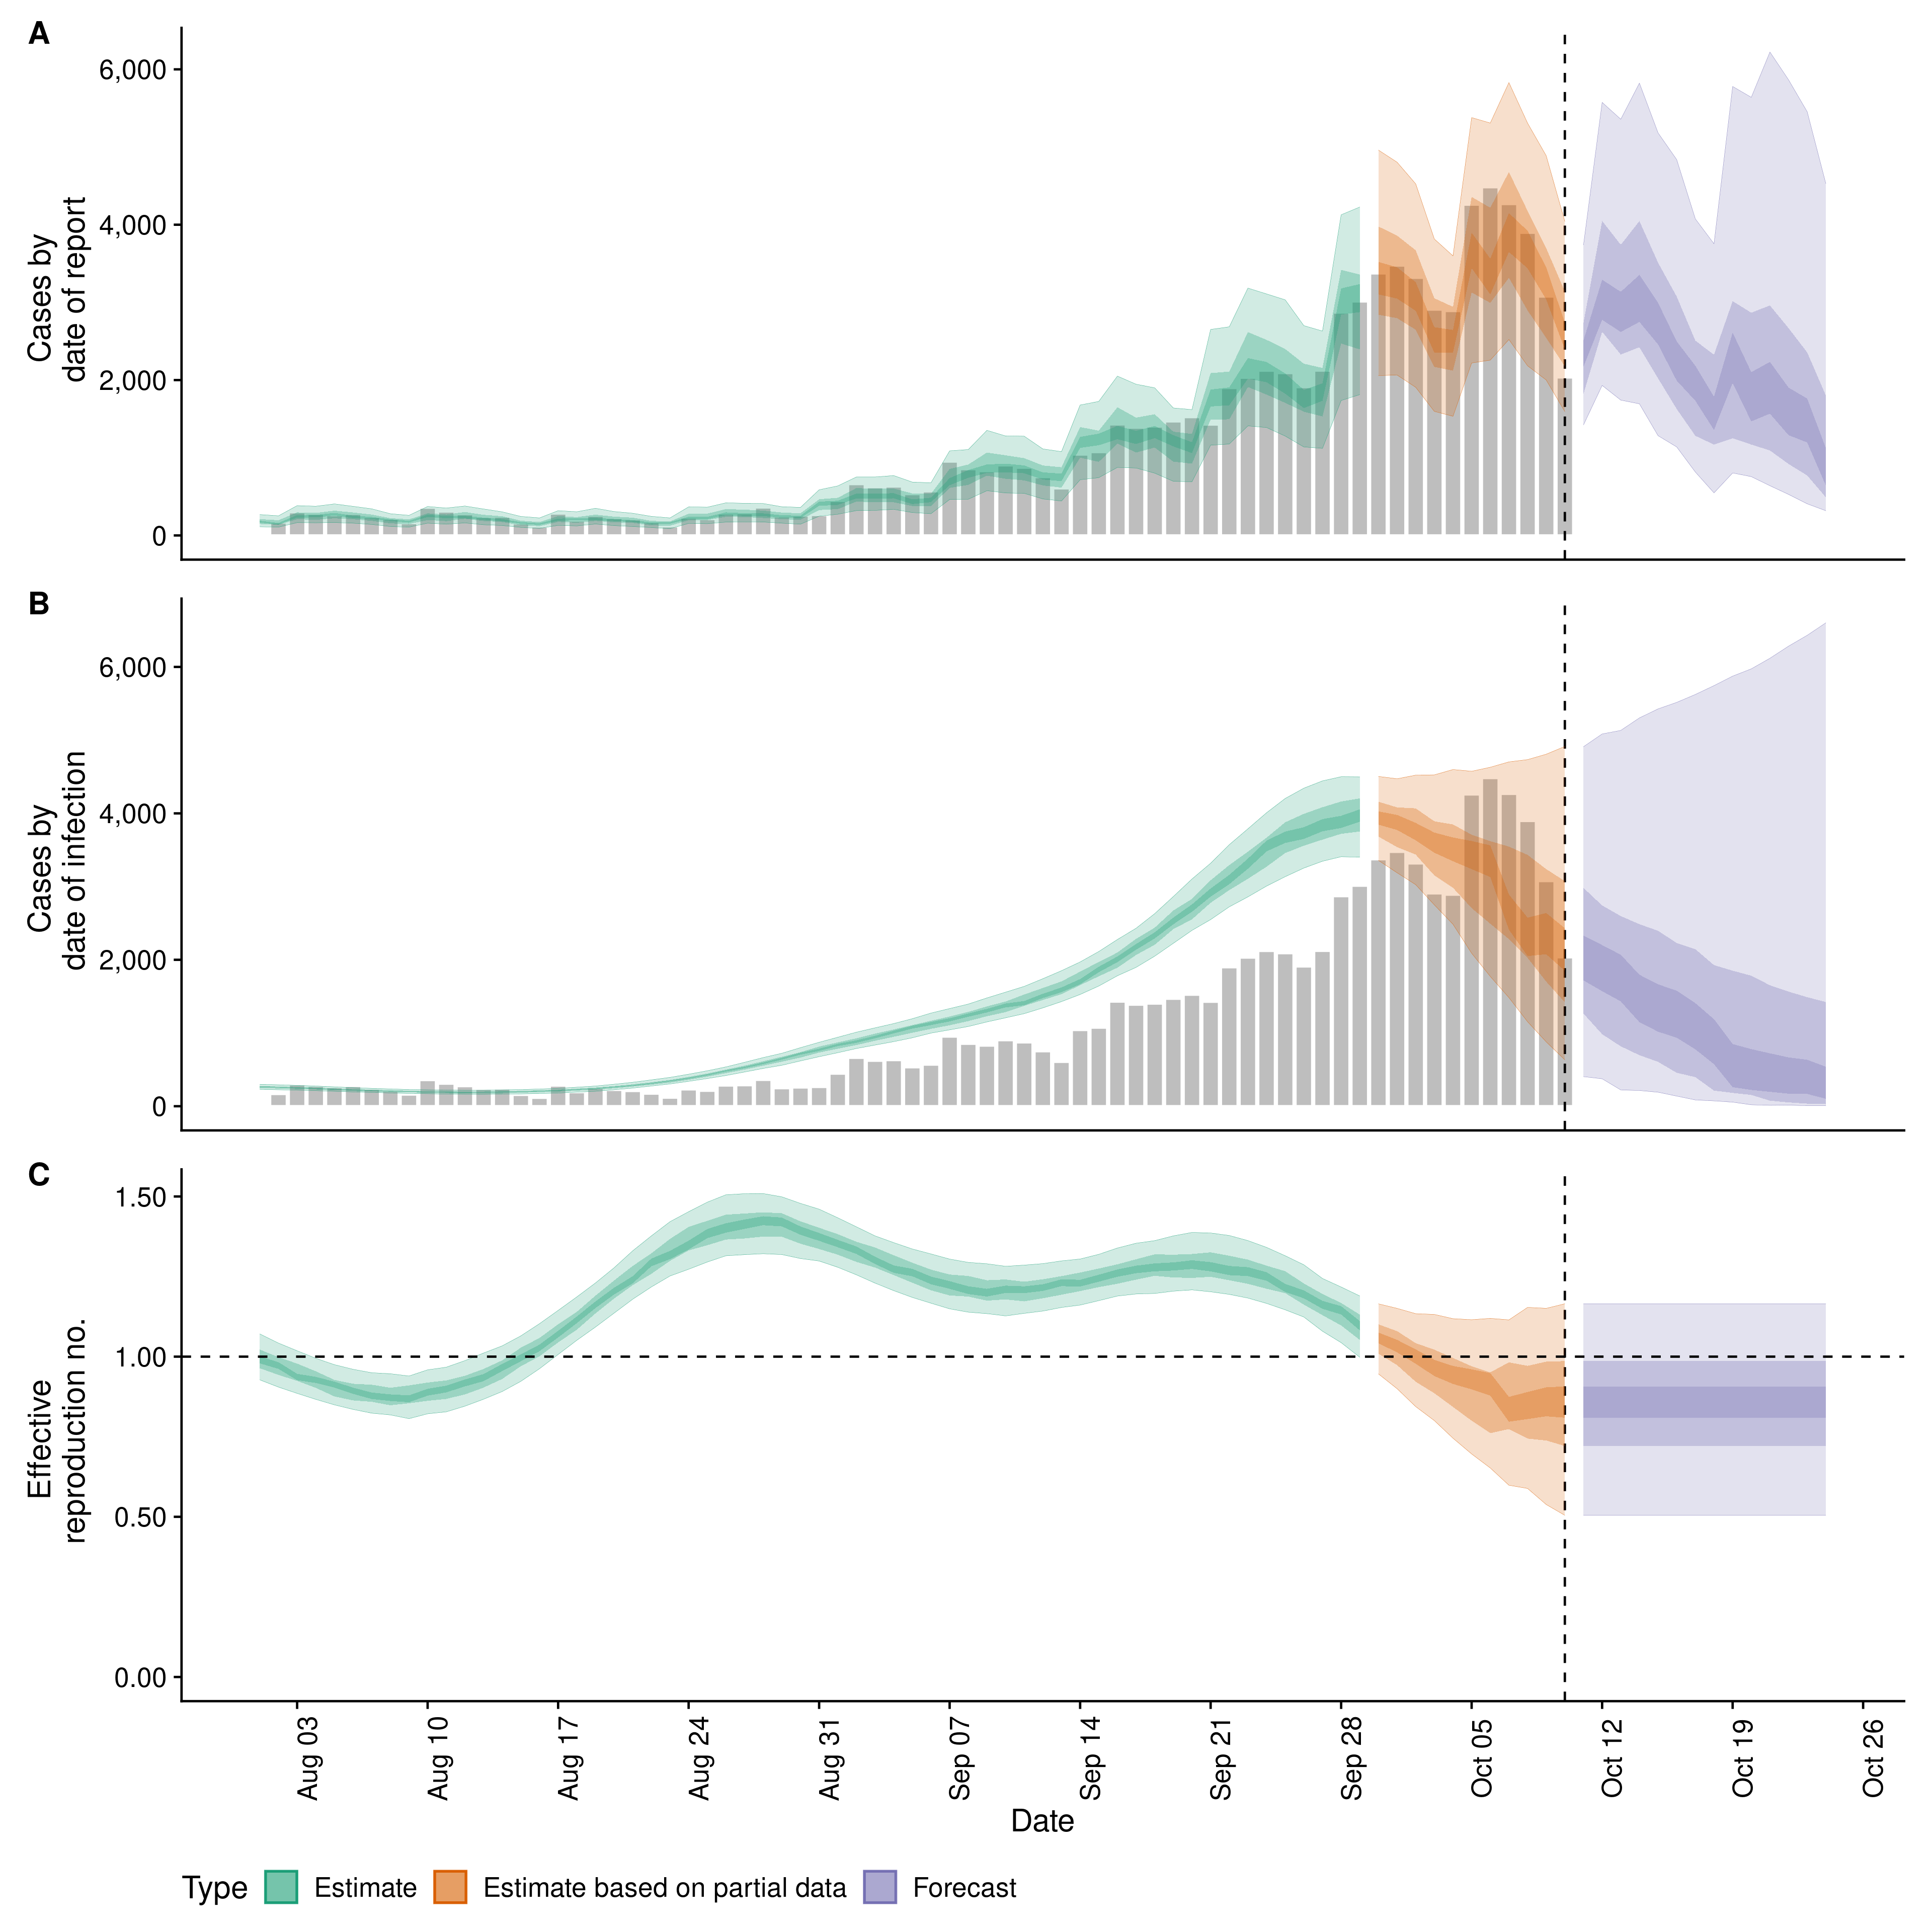 A
6,000
4,000
2,000
0
Cases by
date of report
B
6,000
4,000
2,000
0
Cases by
date of infection
C
1.50
1.00
0.50
0.00
Effective
reproduction no.
Aug 03
Aug 10
Aug 17
Aug 24
Aug 31
Sep 07
Sep 14
Sep 21
Sep 28
Oct 05
Oct 12
Oct 19
Oct 26
Date
Type Estimate Estimate based on partial data Forecast